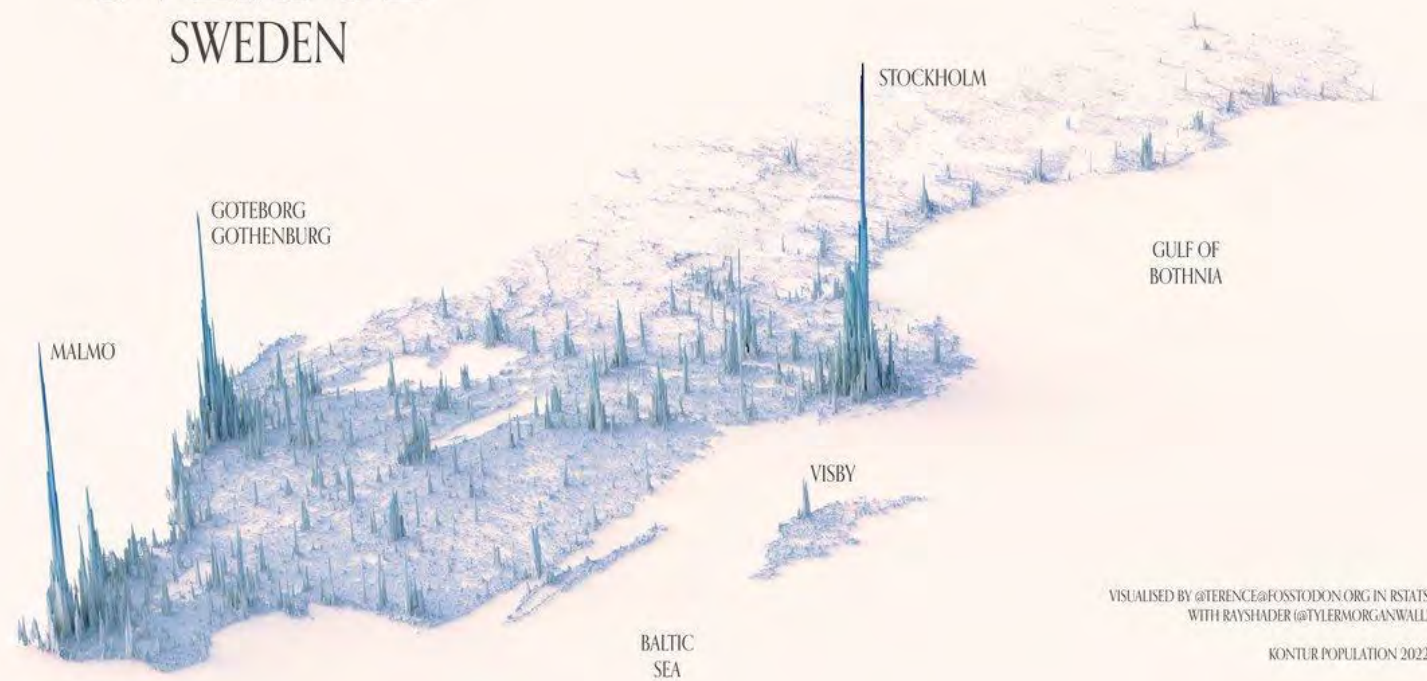 SWEDEN
STOCKHOLM
GOTEBORG
GOTHENBURG
GULF OF
BOTHNIA
MALMÖ
VISBY
VISUALISED BY @TERENCE@FOSSTODON.ORG IN RSTATS
WITH RAYSHADER (@TYLERMORGANWALL)
BALTIC
SEA
KONTUR POPULATION 2022